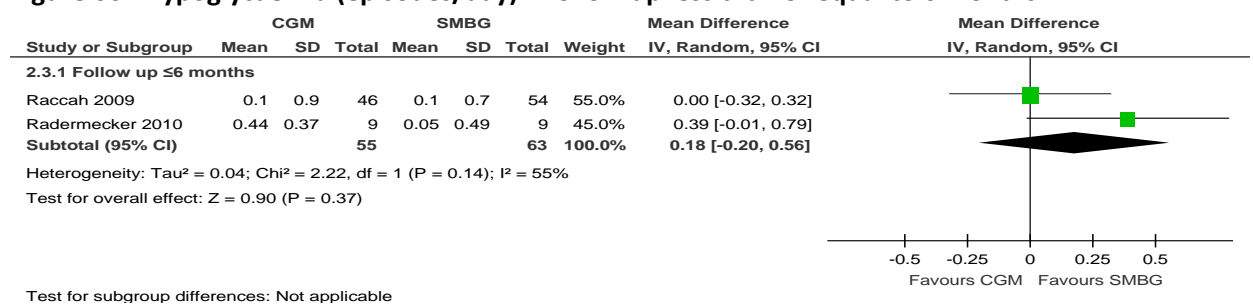 CGM SMBG Mean Difference Mean Difference
Study or Subgroup Mean SD Total Mean SD Total Weight IV, Random, 95% CI IV, Random, 95% CI
2.3.1 Follow up ≤6 months
Raccah 2009 0.1 0.9 46 0.1 0.7 54 55.0% 0.00 [-0.32, 0.32]
Radermecker 2010 0.44 0.37 9 0.05 0.49 9 45.0% 0.39 [-0.01, 0.79]
Subtotal (95% CI) 55 63 100.0% 0.18 [-0.20, 0.56]
Heterogeneity: Tau² = 0.04; Chi² = 2.22, df = 1 (P = 0.14); I² = 55%
Test for overall effect: Z = 0.90 (P = 0.37)
-0.5 -0.25 0 0.25 0.5
Favours CGM Favours SMBG
Test for subgroup differences: Not applicable